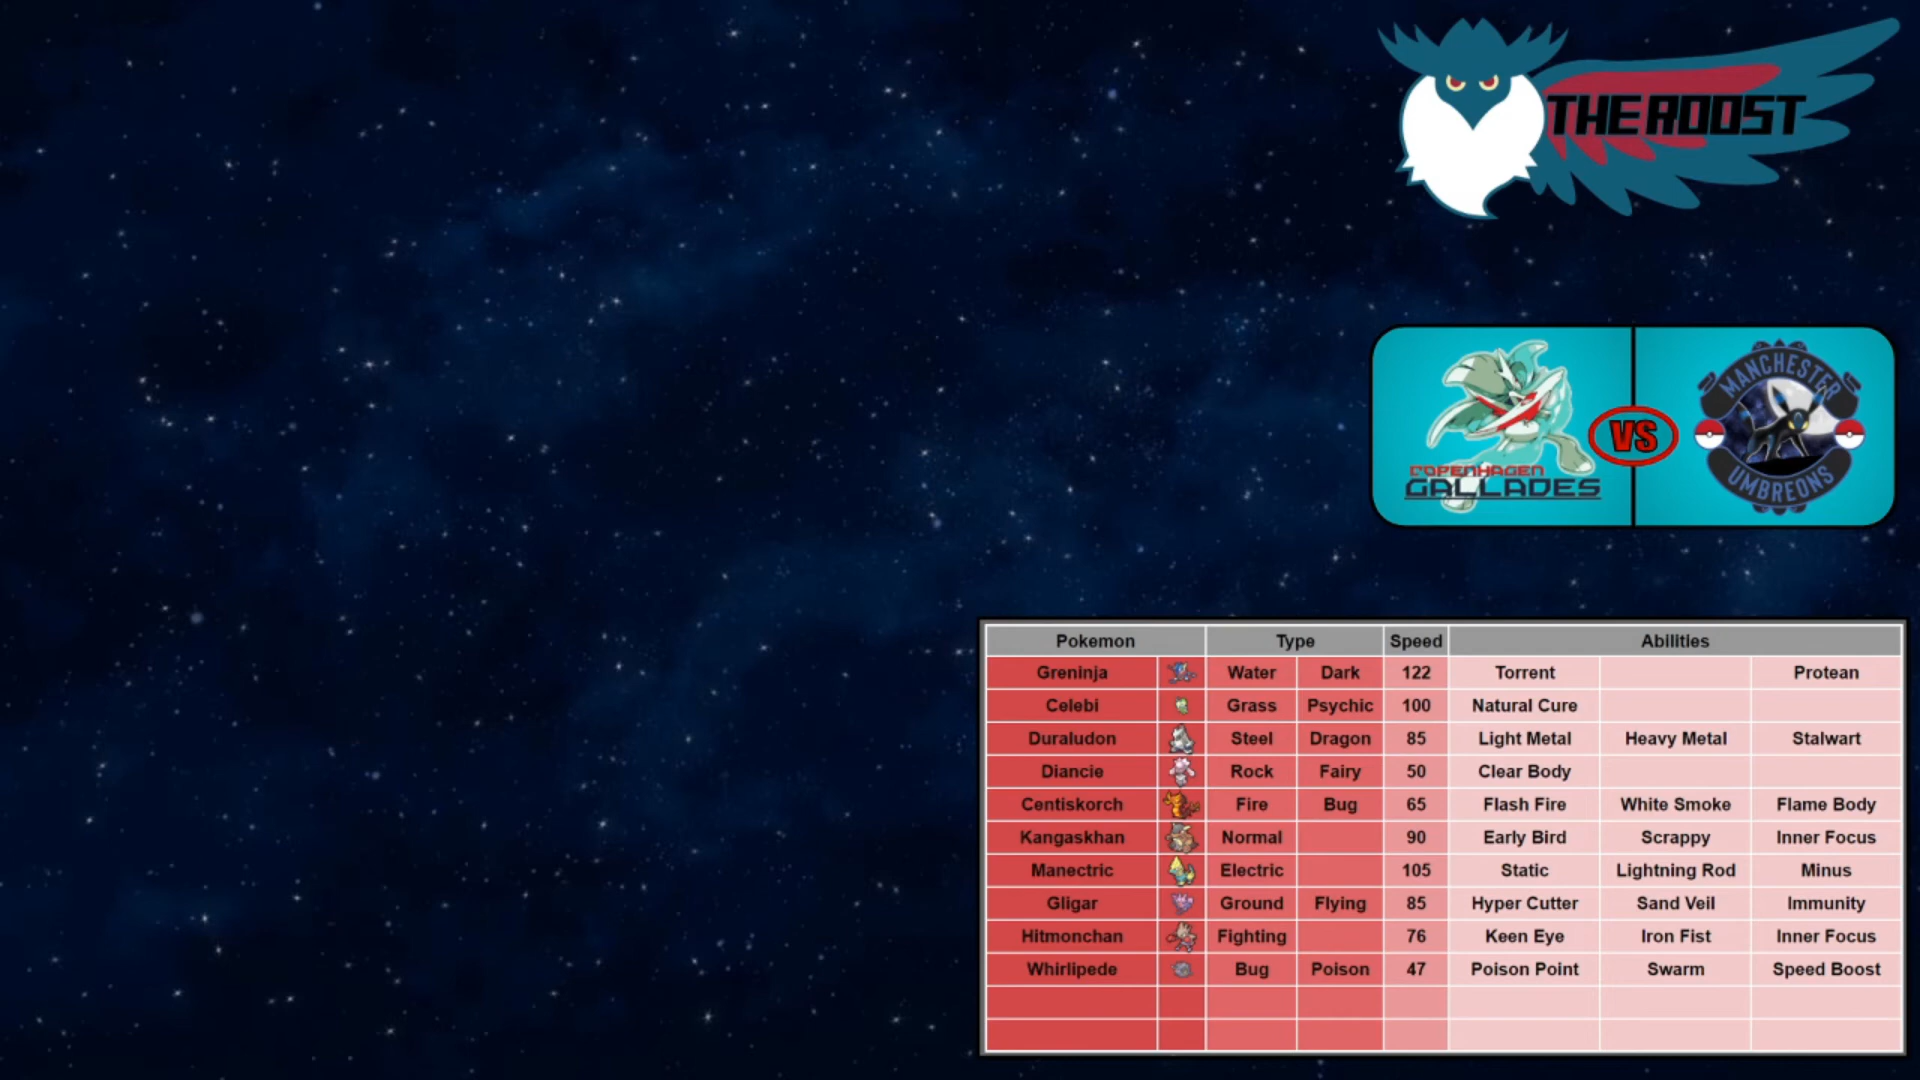 THE ROOST
COPENHAGEN
GALLADES
VS
MANCHESTER
UMBREONS
Pokemon Type Speed Abilities
Greninja Water Dark 122 Torrent Protean
Celebi Grass Psychic 100 Natural Cure
Duraludon Steel Dragon 85 Light Metal Heavy Metal Stalwart
Diancie Rock Fairy 50 Clear Body
Centiskorch Fire Bug 65 Flash Fire White Smoke Flame Body
Kangaskhan Normal 90 Early Bird Scrappy Inner Focus
Manectric Electric 105 Static Lightning Rod Minus
Gligar Ground Flying 85 Hyper Cutter Sand Veil Immunity
Hitmonchan Fighting 76 Keen Eye Iron Fist Inner Focus
Whirlipede Bug Poison 47 Poison Point Swarm Speed Boost